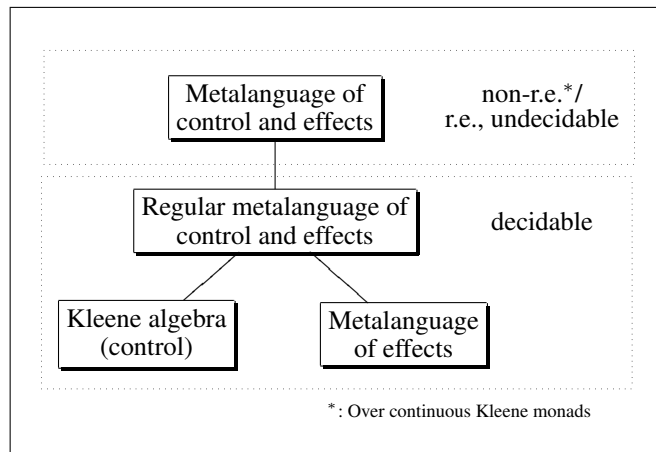 Metalanguage of
control and effects
non-r.e.*/
r.e., undecidable
Regular metalanguage of
control and effects
decidable
Kleene algebra
(control)
Metalanguage
of effects
*: Over continuous Kleene monads